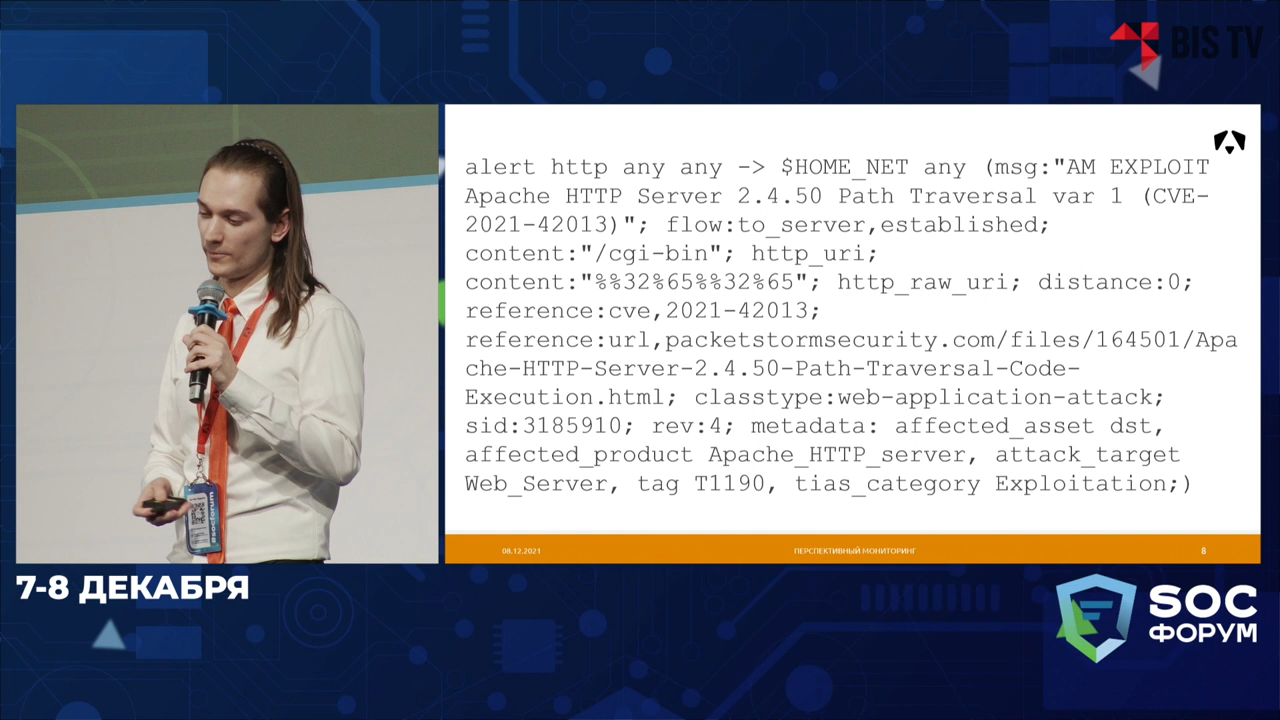 BIS TV
alert http any any -> $HOME_NET any (msg:"AM EXPLOIT
Apache HTTP Server 2.4.50 Path Traversal var 1 (CVE-
2021-42013)"; flow:to_server,established;
content:"/cgi-bin"; http_uri;
content:"%%32%65%%32%65"; http_raw_uri; distance:0;
reference:cve,2021-42013;
reference:url,packetstormsecurity.com/files/164501/Apa
che-HTTP-Server-2.4.50-Path-Traversal-Code-
Execution.html; classtype:web-application-attack;
sid:3185910; rev:4; metadata: affected_asset dst,
affected_product Apache_HTTP_server, attack_target
Web_Server, tag T1190, tias_category Exploitation;)
08.12.2021
ПЕРСПЕКТИВНЫЙ МОНИТОРИНГ
8
#socforum
7-8 ДЕКАБРЯ
SOC
ФОРУМ